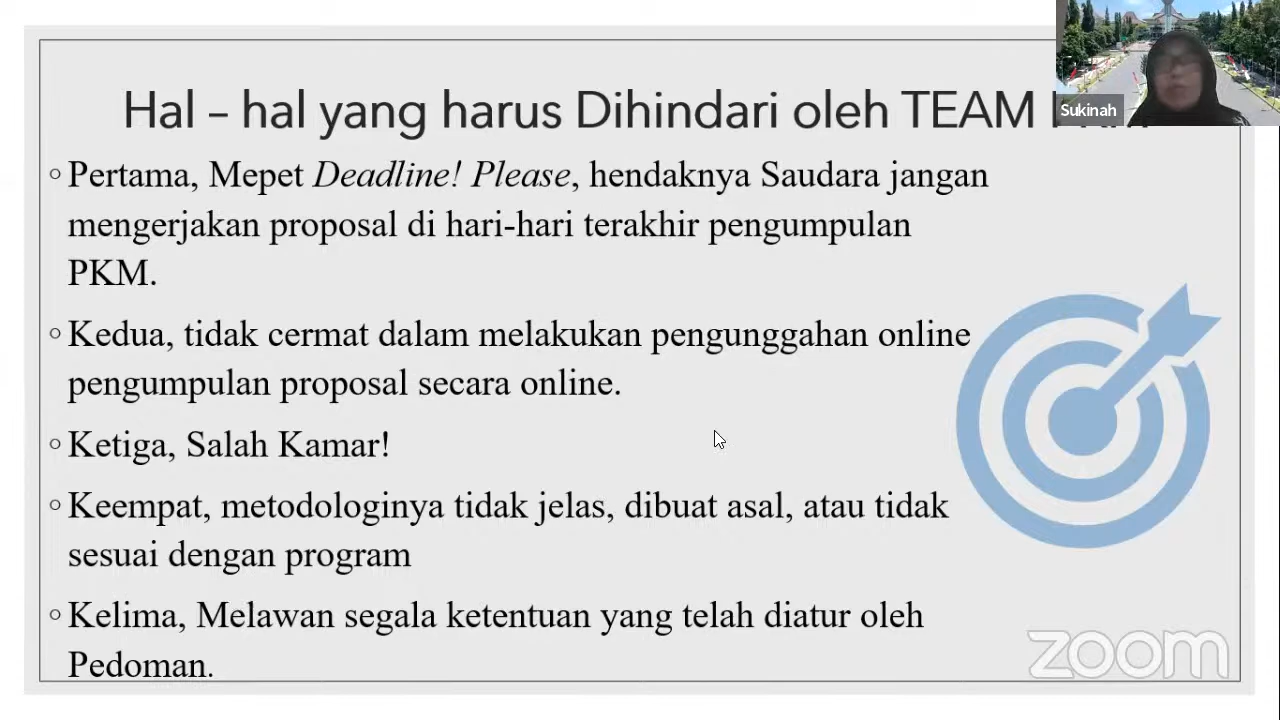 Hal – hal yang harus Dihindari oleh TEAM
Sukinah
◦ Pertama, Mepet Deadline! Please, hendaknya Saudara jangan
mengerjakan proposal di hari-hari terakhir pengumpulan
PKM.
◦ Kedua, tidak cermat dalam melakukan pengunggahan online
pengumpulan proposal secara online.
◦ Ketiga, Salah Kamar!
◦ Keempat, metodologinya tidak jelas, dibuat asal, atau tidak
sesuai dengan program
◦ Kelima, Melawan segala ketentuan yang telah diatur oleh
Pedoman.
zoom